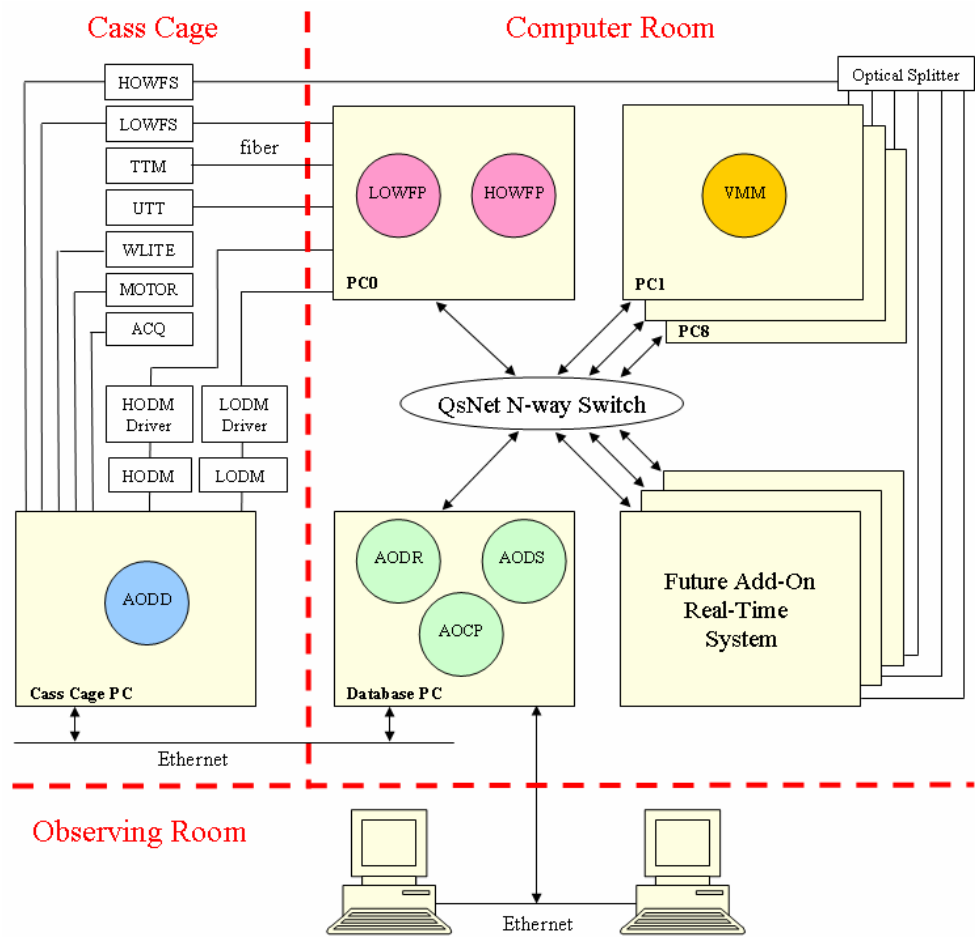 Cass Cage
Computer Room
HOWFS
Optical Splitter
LOWFS
fiber
TTM
UTT
WLITE
MOTOR
ACQ
LOWFP
HOWFP
PC0
VMM
PC1
PC8
HODM
Driver
LODM
Driver
QsNet N-way Switch
HODM
LODM
AODD
Cass Cage PC
AODR
AODS
AOCP
Database PC
Future Add-On
Real-Time
System
Ethernet
Observing Room
Ethernet